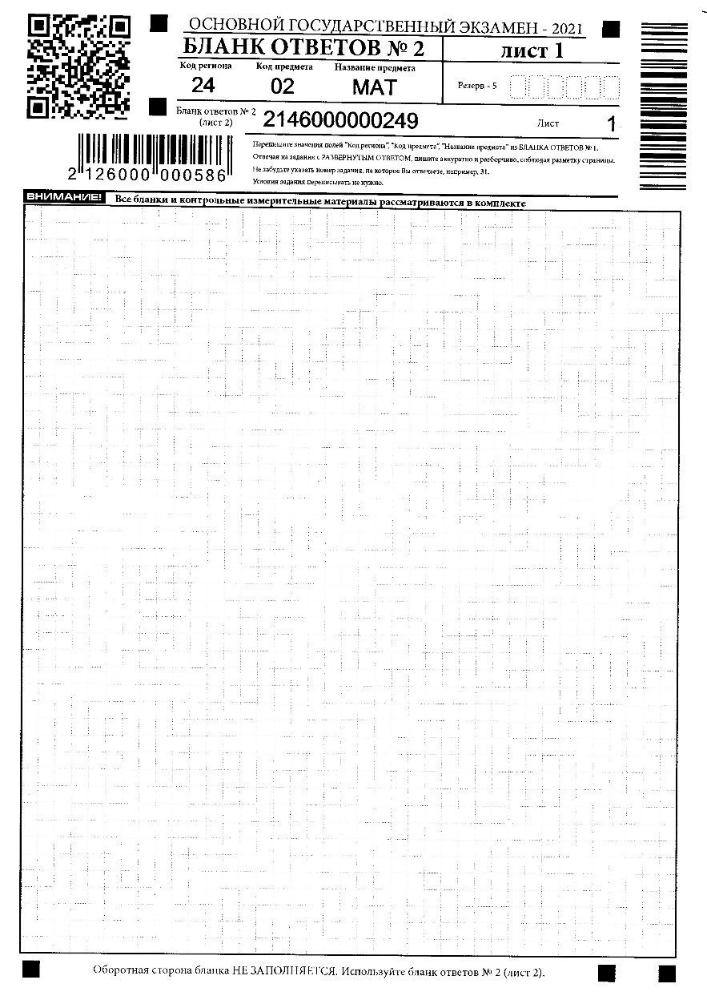 ОСНОВНОЙ ГОСУДАРСТВЕННЫЙ ЭКЗАМЕН - 2021
БЛАНК ОТВЕТОВ № 2
лист 1
Код региона Код предмета Название предмета
24 02 МАТ
Резерв - 5
Бланк ответов № 2
(лист 2)
2146000000249
Лист 1
2 126000 000586
Перепишите значения полей "Код региона", "Код предмета", "Название предмета" из БЛАНКА ОТВЕТОВ № 1.
Отвечая на задания с РАЗВЕРНУТЫМ ОТВЕТОМ, пишите аккуратно и разборчиво, соблюдая разметку страницы.
Не забудьте указать номер задания, на которое Вы отвечаете, например, 31.
Условия задания переписывать не нужно.
ВНИМАНИЕ! Все бланки и контрольные измерительные материалы рассматриваются в комплекте
Оборотная сторона бланка НЕ ЗАПОЛНЯЕТСЯ. Используйте бланк ответов № 2 (лист 2).